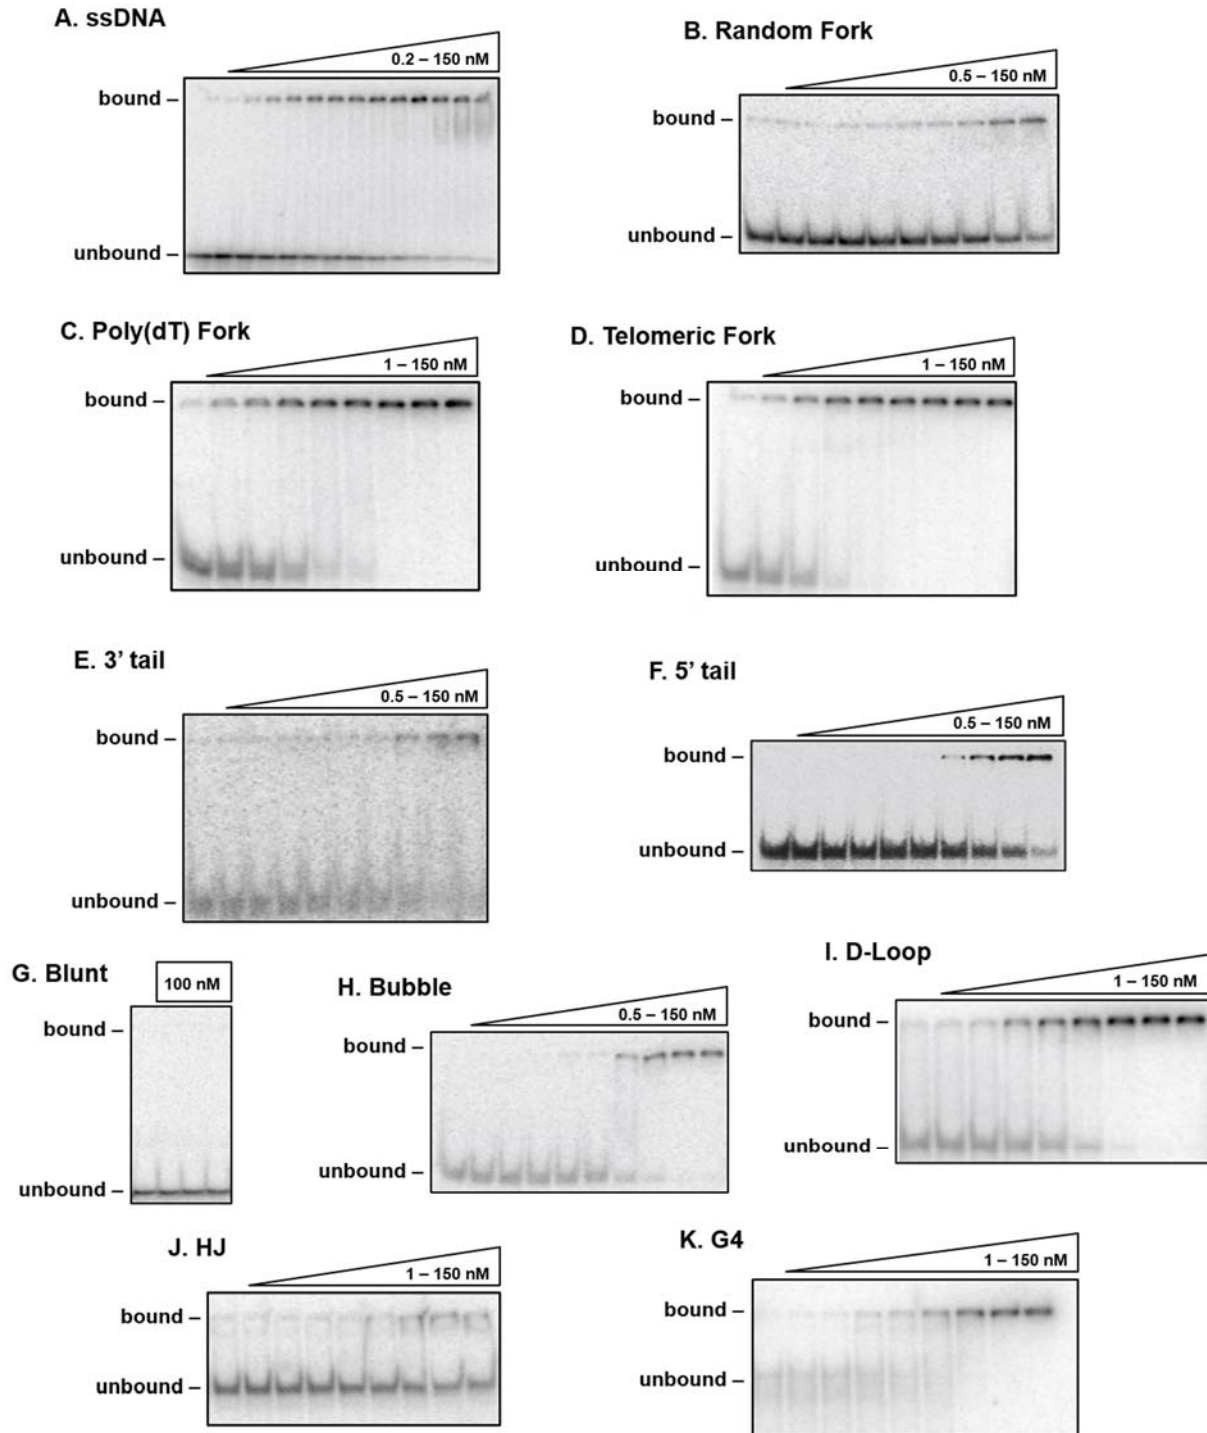 A. ssDNA
0.2 – 150 nM
bound –
unbound –
B. Random Fork
0.5 – 150 nM
bound –
unbound –
C. Poly(dT) Fork
1 – 150 nM
bound –
unbound –
D. Telomeric Fork
1 – 150 nM
bound –
unbound –
E. 3’ tail
0.5 – 150 nM
bound –
unbound –
F. 5’ tail
0.5 – 150 nM
bound –
unbound –
G. Blunt
100 nM
bound –
unbound –
H. Bubble
0.5 – 150 nM
bound –
unbound –
I. D-Loop
1 – 150 nM
bound –
unbound –
J. HJ
1 – 150 nM
bound –
unbound –
K. G4
1 – 150 nM
bound –
unbound –